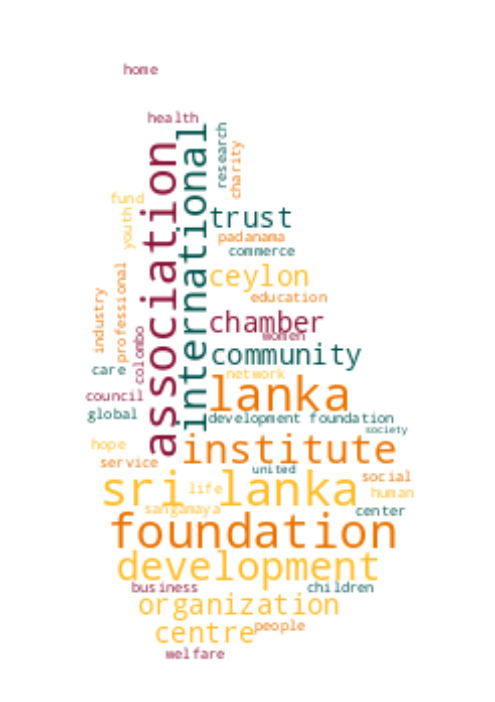 home
health
association
international
research
charity
fund
youth
trust
padanama
commerce
ceylon
industry
professional
education
chamber
women
colombo
community
care
network
lanka
council
global
development foundation
society
hope
institute
service
united
sri lanka
life
social
human
sangamaya
center
foundation
development
business
children
organization
centre
people
welfare